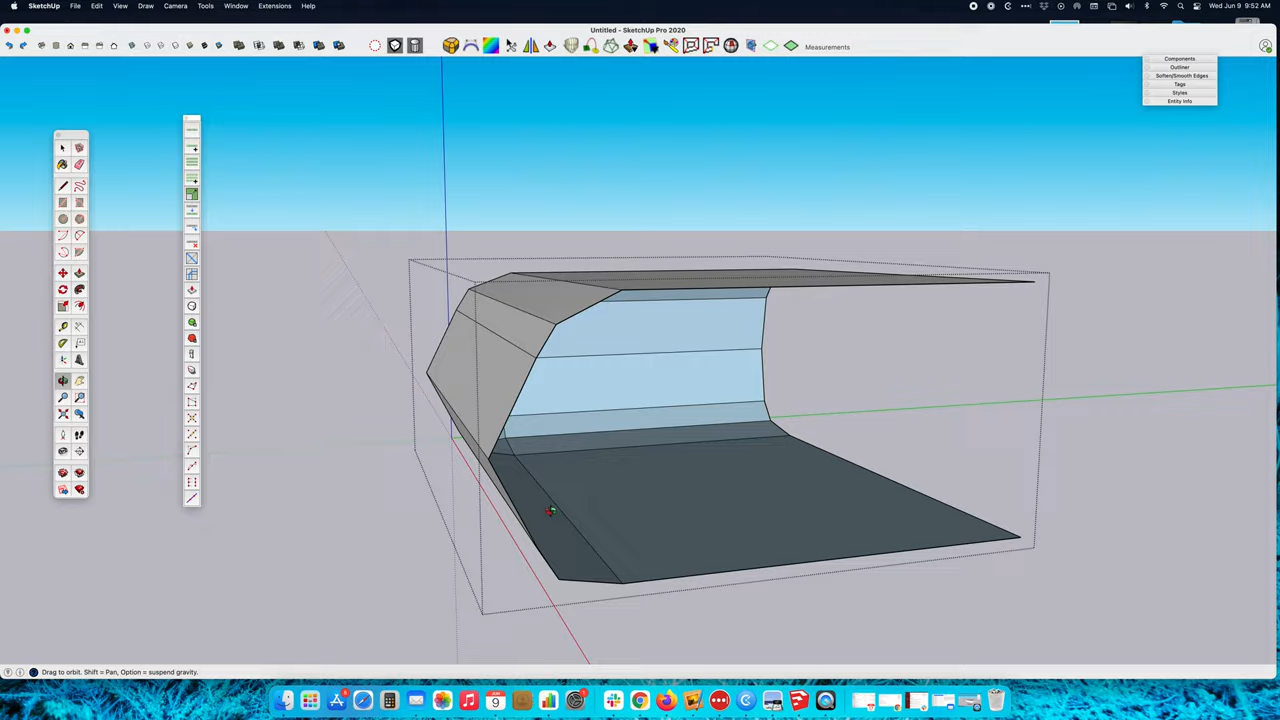 SketchUp File Edit View Draw Camera Tools Window Extensions Help
Wed Jun 9 9:52 AM
Untitled - SketchUp Pro 2020
Measurements
Components
Outliner
Soften/Smooth Edges
Tags
Styles
Entity Info
Drag to orbit. Shift = Pan, Option = suspend gravity.
9